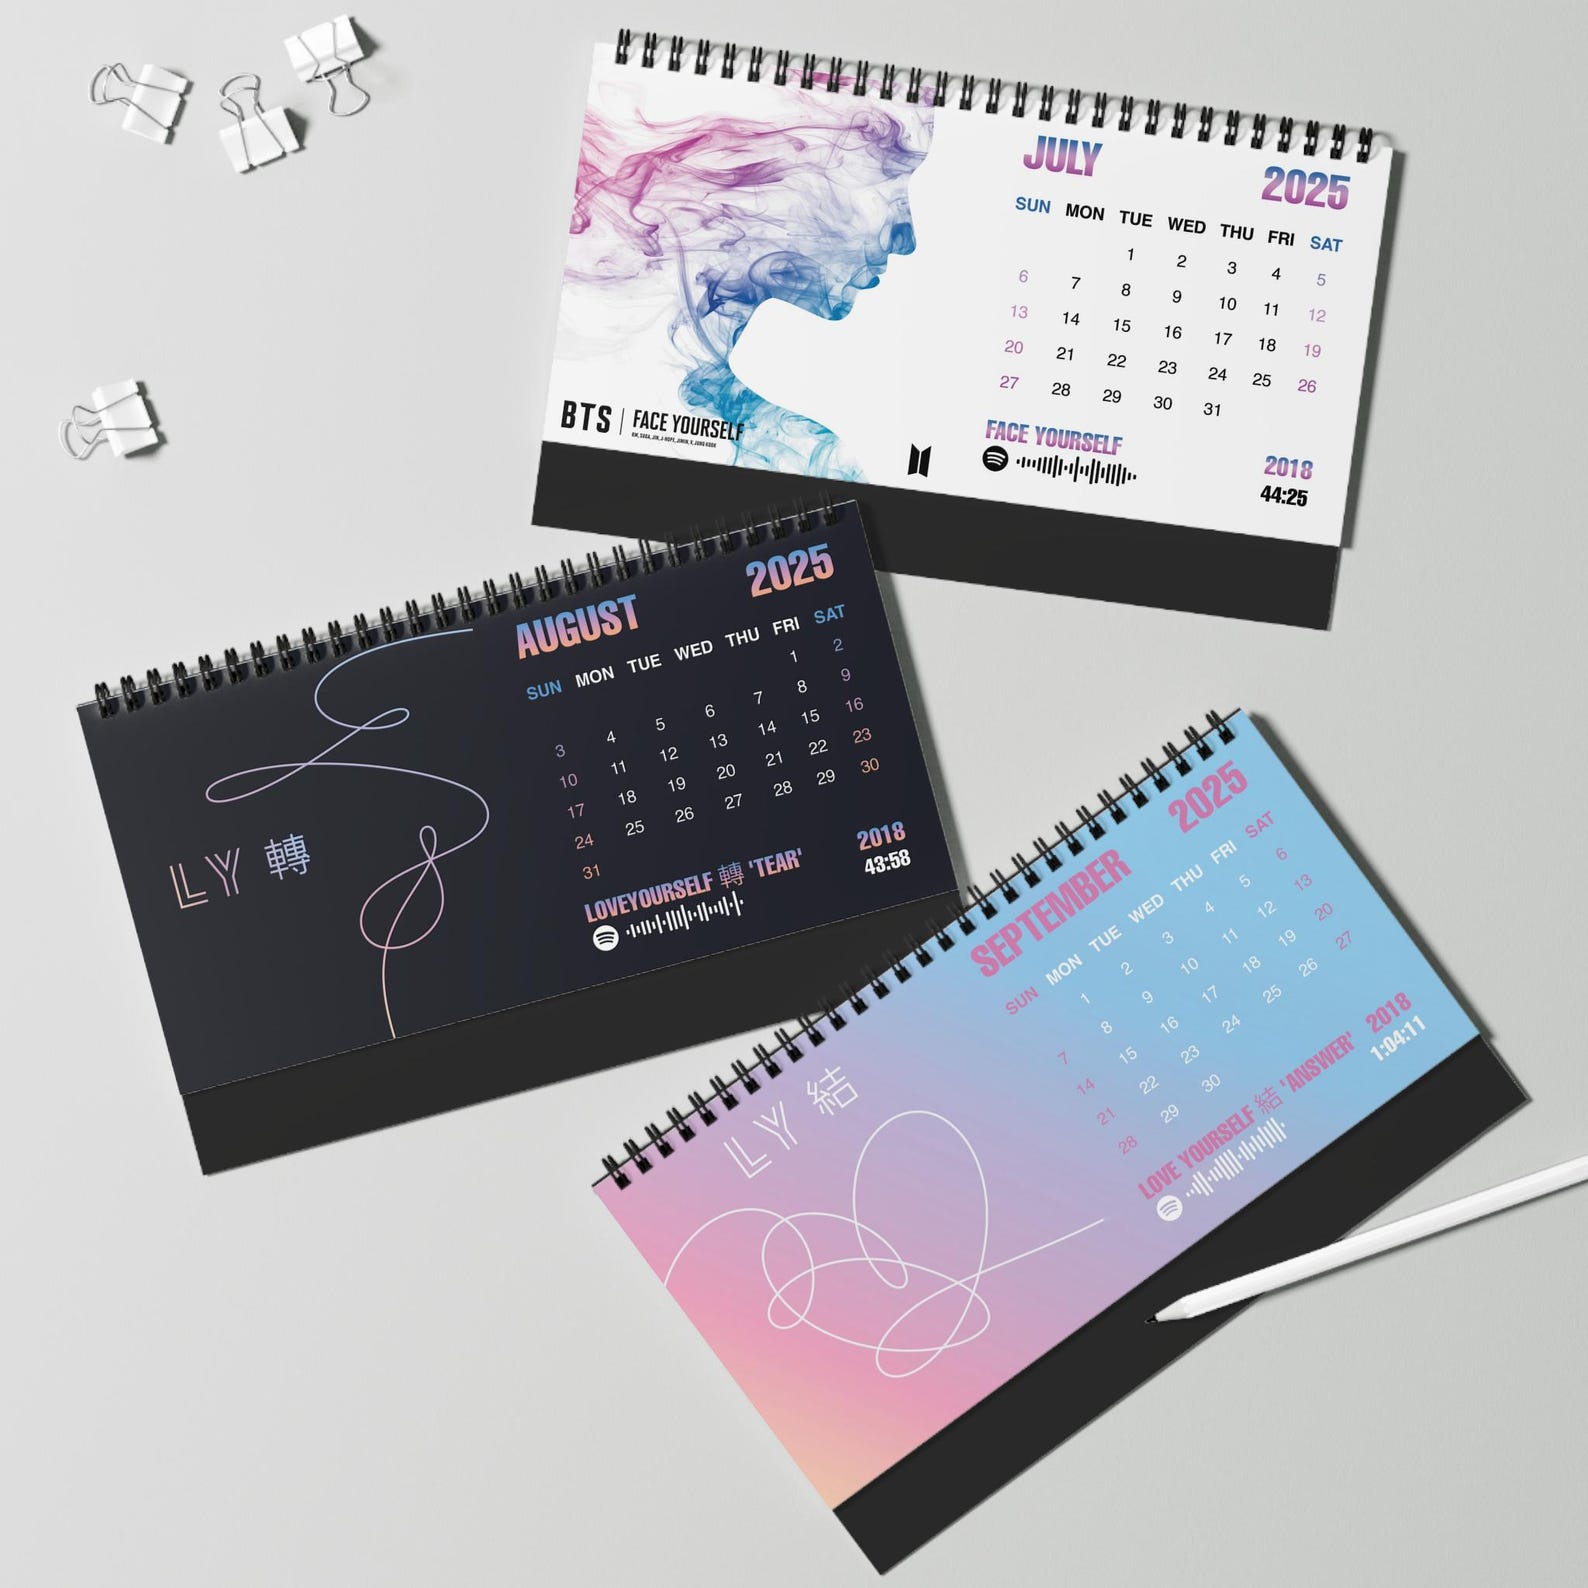 JULY 2025
SUN MON TUE WED THU FRI SAT
1 2 3 4 5
6 7 8 9 10 11 12
13 14 15 16 17 18 19
20 21 22 23 24 25 26
27 28 29 30 31
BTS | FACE YOURSELF
RM, SUGA, JIN, J-HOPE, JIMIN, V, JUNG KOOK
FACE YOURSELF
2018
44:25
AUGUST 2025
SUN MON TUE WED THU FRI SAT
1 2
3 4 5 6 7 8 9
10 11 12 13 14 15 16
17 18 19 20 21 22 23
24 25 26 27 28 29 30
31
LY 轉
LOVEYOURSELF 轉 'TEAR'
2018
43:58
SEPTEMBER 2025
SUN MON TUE WED THU FRI SAT
1 2 3 4 5 6
7 8 9 10 11 12 13
14 15 16 17 18 19 20
21 22 23 24 25 26 27
28 29 30
LY 結
LOVE YOURSELF 結 'ANSWER'
2018
1:04:11